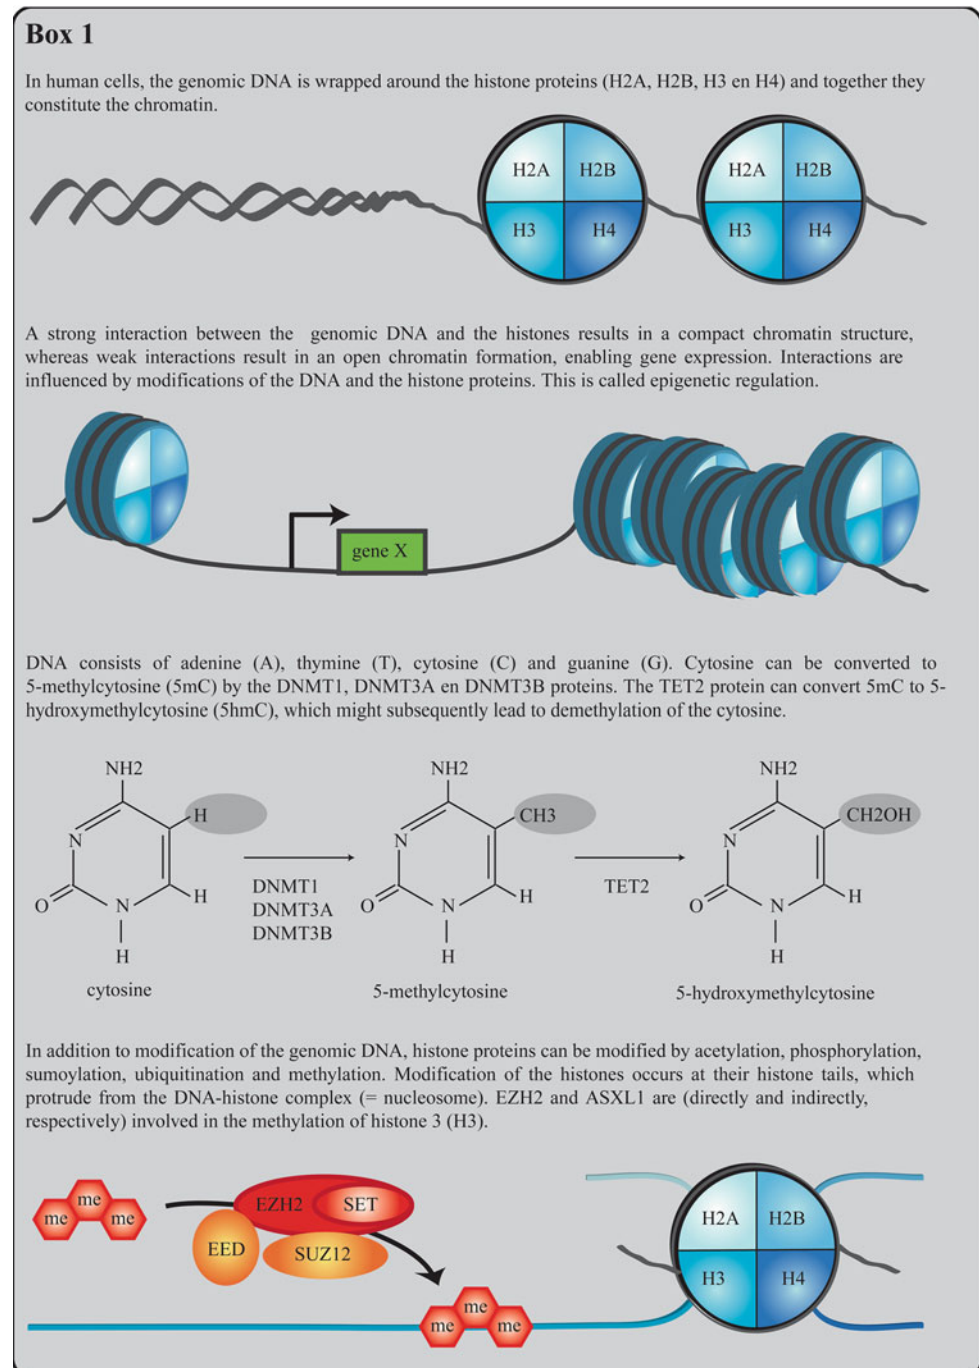 Box 1
In human cells, the genomic DNA is wrapped around the histone proteins (H2A, H2B, H3 en H4) and together they
constitute the chromatin.
H2A H2B H2A H2B
H3 H4 H3 H4
A strong interaction between the genomic DNA and the histones results in a compact chromatin structure,
whereas weak interactions result in an open chromatin formation, enabling gene expression. Interactions are
influenced by modifications of the DNA and the histone proteins. This is called epigenetic regulation.
gene X
DNA consists of adenine (A), thymine (T), cytosine (C) and guanine (G). Cytosine can be converted to
5-methylcytosine (5mC) by the DNMT1, DNMT3A en DNMT3B proteins. The TET2 protein can convert 5mC to 5-
hydroxymethylcytosine (5hmC), which might subsequently lead to demethylation of the cytosine.
NH2 NH2 NH2
H CH3 CH2OH
N N N
DNMT1 TET2
O N H O N H O N H
DNMT3A
DNMT3B
H H H
cytosine 5-methylcytosine 5-hydroxymethylcytosine
In addition to modification of the genomic DNA, histone proteins can be modified by acetylation, phosphorylation,
sumoylation, ubiquitination and methylation. Modification of the histones occurs at their histone tails, which
protrude from the DNA-histone complex (= nucleosome). EZH2 and ASXL1 are (directly and indirectly,
respectively) involved in the methylation of histone 3 (H3).
me me me
EZH2 SET
EED SUZ12
H2A H2B
H3 H4
me me me